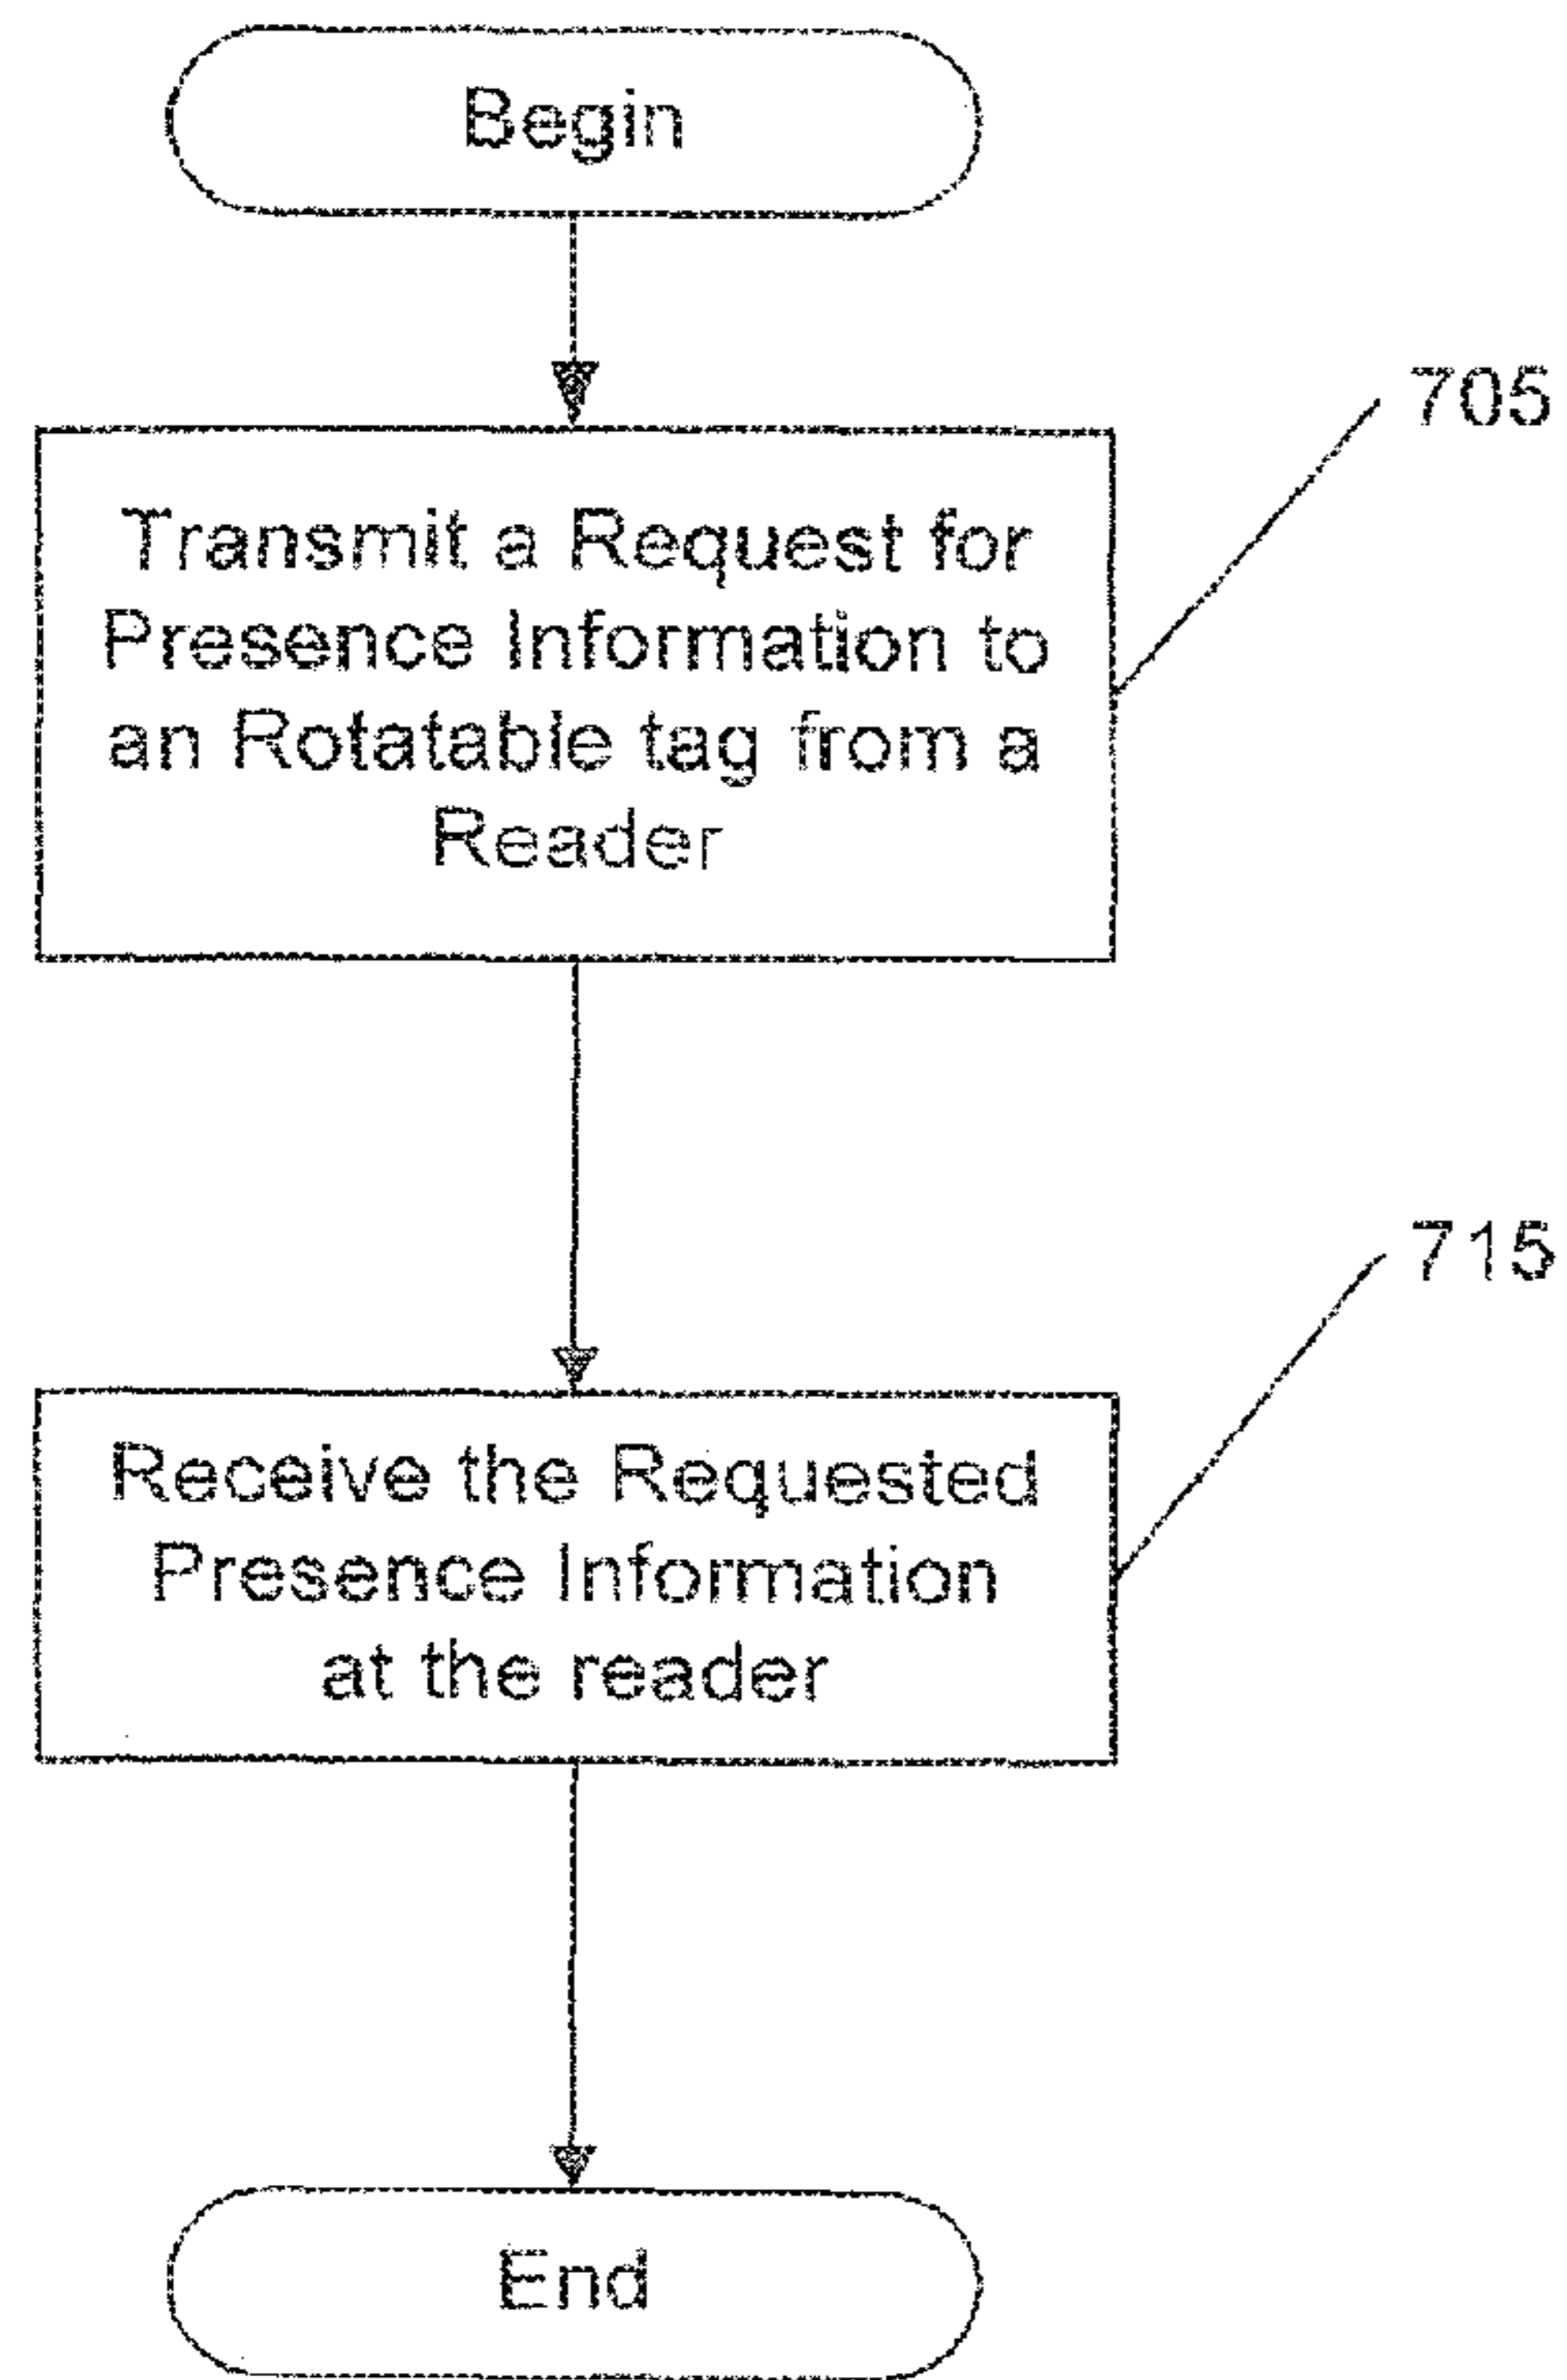 Begin
705
Transmit a Request for
Presence Information to
an Rotatable tag from a
Reader
715
Receive the Requested
Presence Information
at the reader
End